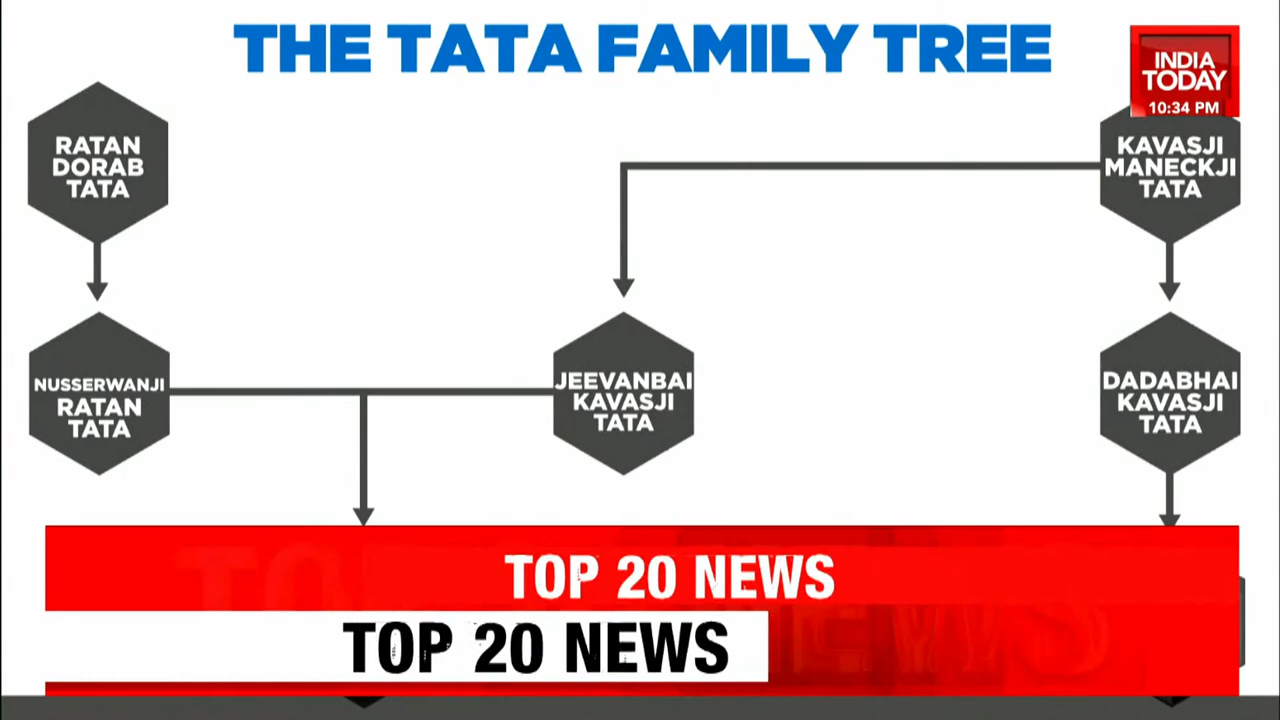 THE TATA FAMILY TREE
INDIA
TODAY
10:34 PM
RATAN
DORAB
TATA
KAVASJI
MANECKJI
TATA
NUSSERWANJI
RATAN
TATA
JEEVANBAI
KAVASJI
TATA
DADABHAI
KAVASJI
TATA
TOP 20 NEWS
TOP 20 NEWS